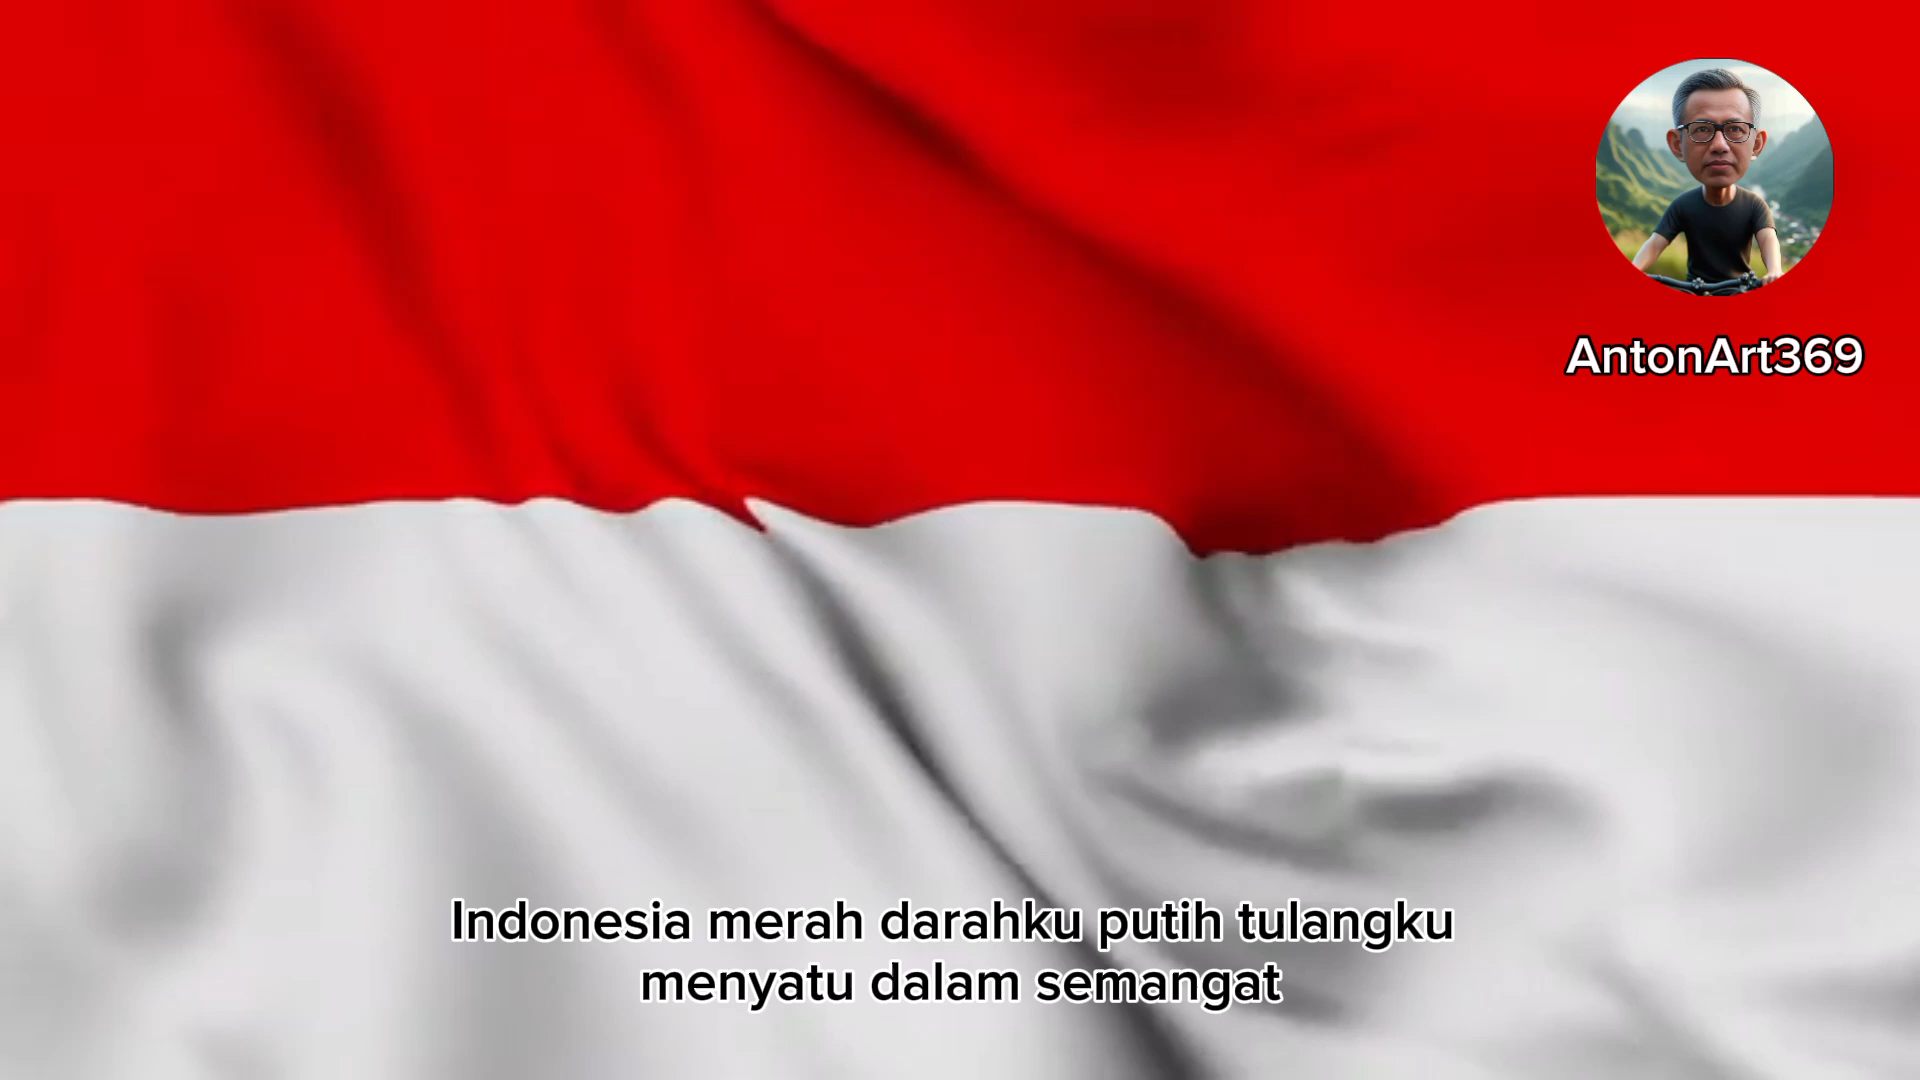 AntonArt369
Indonesia merah darahku putih tulangku
menyatu dalam semangat